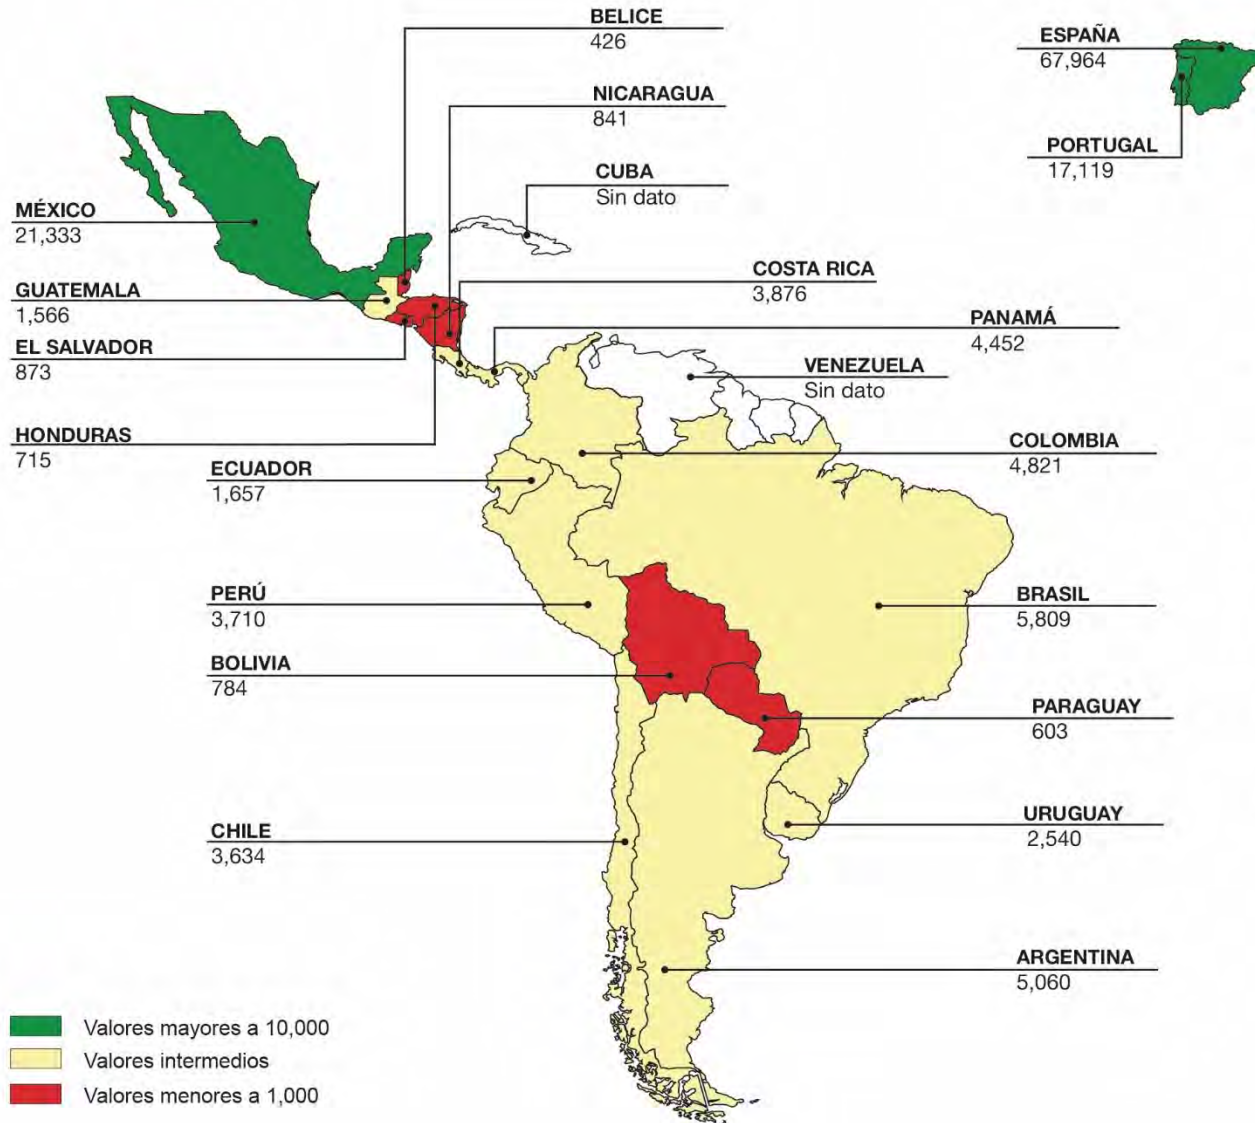 BELICE
426
ESPAÑA
67,964
NICARAGUA
841
PORTUGAL
17,119
CUBA
Sin dato
MÉXICO
21,333
COSTA RICA
3,876
GUATEMALA
1,566
PANAMÁ
4,452
EL SALVADOR
873
VENEZUELA
Sin dato
HONDURAS
715
COLOMBIA
4,821
ECUADOR
1,657
PERÚ
3,710
BRASIL
5,809
BOLIVIA
784
PARAGUAY
603
URUGUAY
2,540
CHILE
3,634
ARGENTINA
5,060
Valores mayores a 10,000
Valores intermedios
Valores menores a 1,000